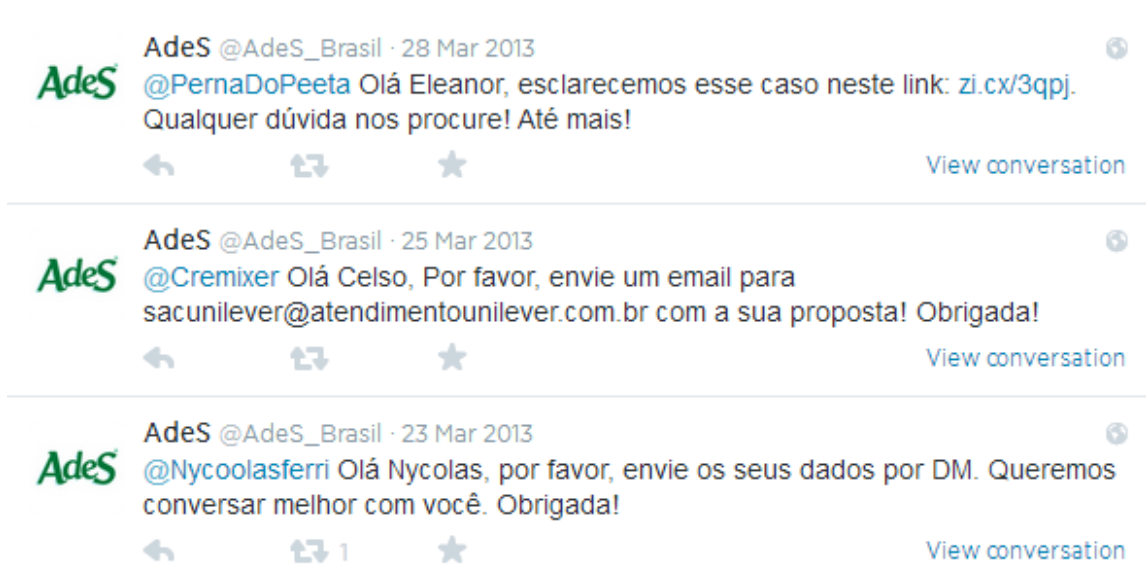 AdeS @AdeS_Brasil · 28 Mar 2013
AdeS @PernaDoPeeta Olá Eleanor, esclarecemos esse caso neste link: zi.cx/3qpj.
Qualquer dúvida nos procure! Até mais!
View conversation
AdeS @AdeS_Brasil · 25 Mar 2013
AdeS @Cremixer Olá Celso, Por favor, envie um email para
sacunilever@atendimentounilever.com.br com a sua proposta! Obrigada!
View conversation
AdeS @AdeS_Brasil · 23 Mar 2013
AdeS @Nycoolasferri Olá Nycolas, por favor, envie os seus dados por DM. Queremos
conversar melhor com você. Obrigada!
1 View conversation